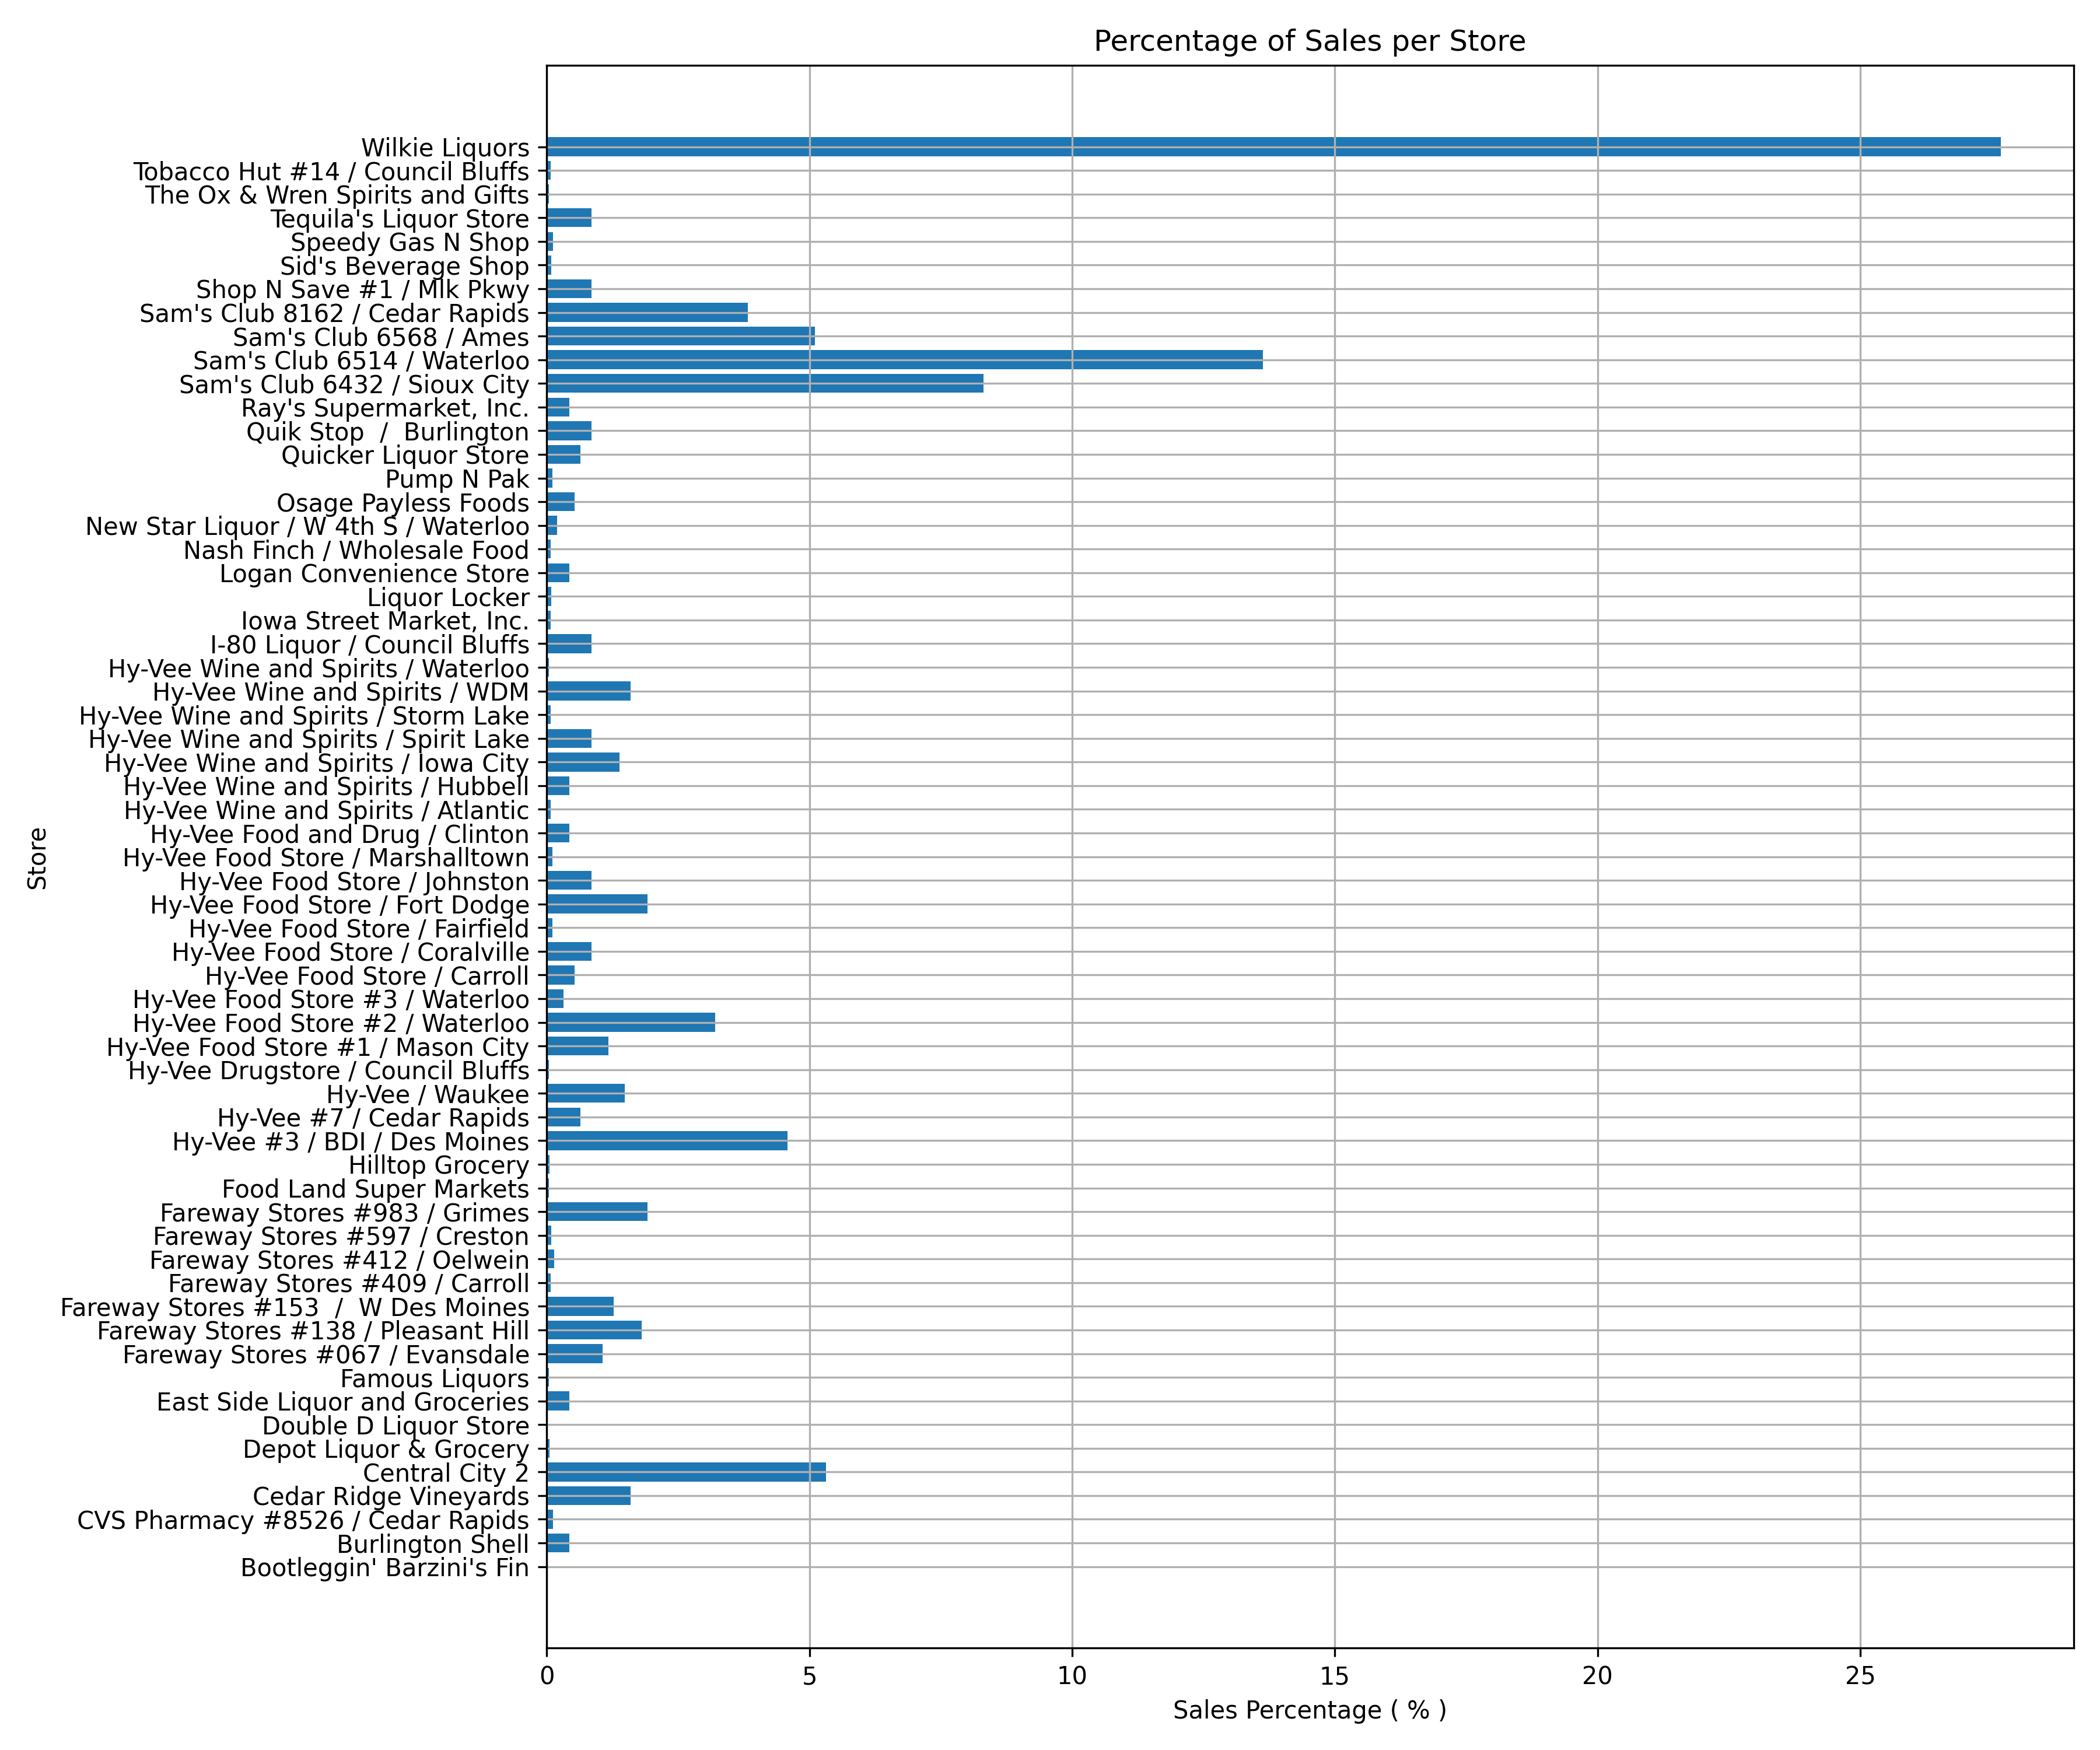 Percentage of Sales per Store
Wilkie Liquors
Tobacco Hut #14 / Council Bluffs
The Ox & Wren Spirits and Gifts
Tequila's Liquor Store
Speedy Gas N Shop
Sid's Beverage Shop
Shop N Save #1 / Mlk Pkwy
Sam's Club 8162 / Cedar Rapids
Sam's Club 6568 / Ames
Sam's Club 6514 / Waterloo
Sam's Club 6432 / Sioux City
Ray's Supermarket, Inc.
Quik Stop  /  Burlington
Quicker Liquor Store
Pump N Pak
Osage Payless Foods
New Star Liquor / W 4th S / Waterloo
Nash Finch / Wholesale Food
Logan Convenience Store
Liquor Locker
Iowa Street Market, Inc.
I-80 Liquor / Council Bluffs
Hy-Vee Wine and Spirits / Waterloo
Hy-Vee Wine and Spirits / WDM
Hy-Vee Wine and Spirits / Storm Lake
Hy-Vee Wine and Spirits / Spirit Lake
Hy-Vee Wine and Spirits / Iowa City
Hy-Vee Wine and Spirits / Hubbell
Hy-Vee Wine and Spirits / Atlantic
Hy-Vee Food and Drug / Clinton
Hy-Vee Food Store / Marshalltown
Hy-Vee Food Store / Johnston
Hy-Vee Food Store / Fort Dodge
Hy-Vee Food Store / Fairfield
Hy-Vee Food Store / Coralville
Hy-Vee Food Store / Carroll
Hy-Vee Food Store #3 / Waterloo
Hy-Vee Food Store #2 / Waterloo
Hy-Vee Food Store #1 / Mason City
Hy-Vee Drugstore / Council Bluffs
Hy-Vee / Waukee
Hy-Vee #7 / Cedar Rapids
Hy-Vee #3 / BDI / Des Moines
Hilltop Grocery
Food Land Super Markets
Fareway Stores #983 / Grimes
Fareway Stores #597 / Creston
Fareway Stores #412 / Oelwein
Fareway Stores #409 / Carroll
Fareway Stores #153  /  W Des Moines
Fareway Stores #138 / Pleasant Hill
Fareway Stores #067 / Evansdale
Famous Liquors
East Side Liquor and Groceries
Double D Liquor Store
Depot Liquor & Grocery
Central City 2
Cedar Ridge Vineyards
CVS Pharmacy #8526 / Cedar Rapids
Burlington Shell
Bootleggin' Barzini's Fin
Store
0 5 10 15 20 25
Sales Percentage ( % )